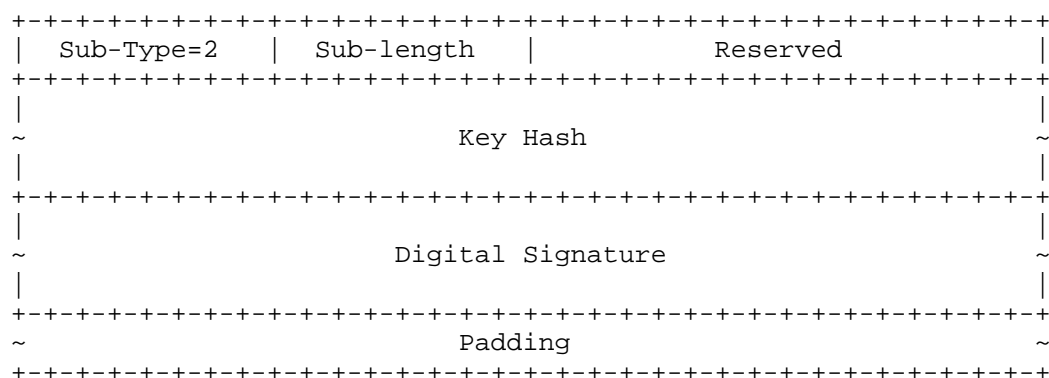 +-+-+-+-+-+-+-+-+-+-+-+-+-+-+-+-+-+-+-+-+-+-+-+-+-+-+-+-+-+-+-+-+
|  Sub-Type=2   |  Sub-length   |           Reserved            |
+-+-+-+-+-+-+-+-+-+-+-+-+-+-+-+-+-+-+-+-+-+-+-+-+-+-+-+-+-+-+-+-+
|                                                               |
~                           Key Hash                            ~
|                                                               |
+-+-+-+-+-+-+-+-+-+-+-+-+-+-+-+-+-+-+-+-+-+-+-+-+-+-+-+-+-+-+-+-+
|                                                               |
~                       Digital Signature                       ~
|                                                               |
+-+-+-+-+-+-+-+-+-+-+-+-+-+-+-+-+-+-+-+-+-+-+-+-+-+-+-+-+-+-+-+-+
~                           Padding                             ~
+-+-+-+-+-+-+-+-+-+-+-+-+-+-+-+-+-+-+-+-+-+-+-+-+-+-+-+-+-+-+-+-+